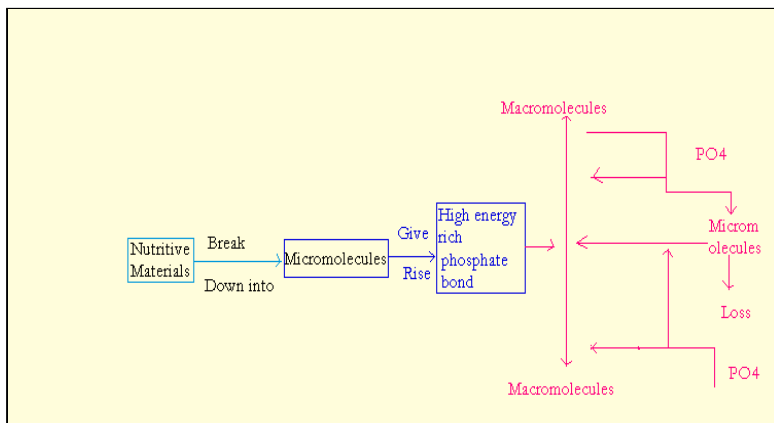 Macromolecules
PO4
High energy
rich
phosphate
bond
Give
Rise
Microm
olecules
Break
Down into
Nutritive
Materials
Micromolecules
Loss
PO4
Macromolecules